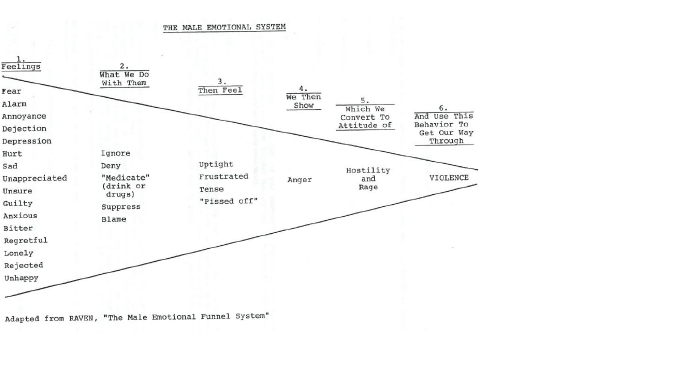 THE MALE EMOTIONAL SYSTEM
1.
Feelings
Fear
Alarm
Annoyance
Dejection
Depression
Hurt
Sad
Unappreciated
Unsure
Guilty
Anxious
Bitter
Regretful
Lonely
Rejected
Unhappy
2.
What We Do
With Them
Ignore
Deny
"Medicate"
(drink or
drugs)
Suppress
Blame
3.
Then Feel
Uptight
Frustrated
Tense
"Pissed off"
4.
We Then
Show
Anger
5.
Which We
Convert To
Attitude of
Hostility
and
Rage
6.
And Use This
Behavior To
Get Our Way
Through
VIOLENCE
Adapted from RAVEN, "The Male Emotional Funnel System"